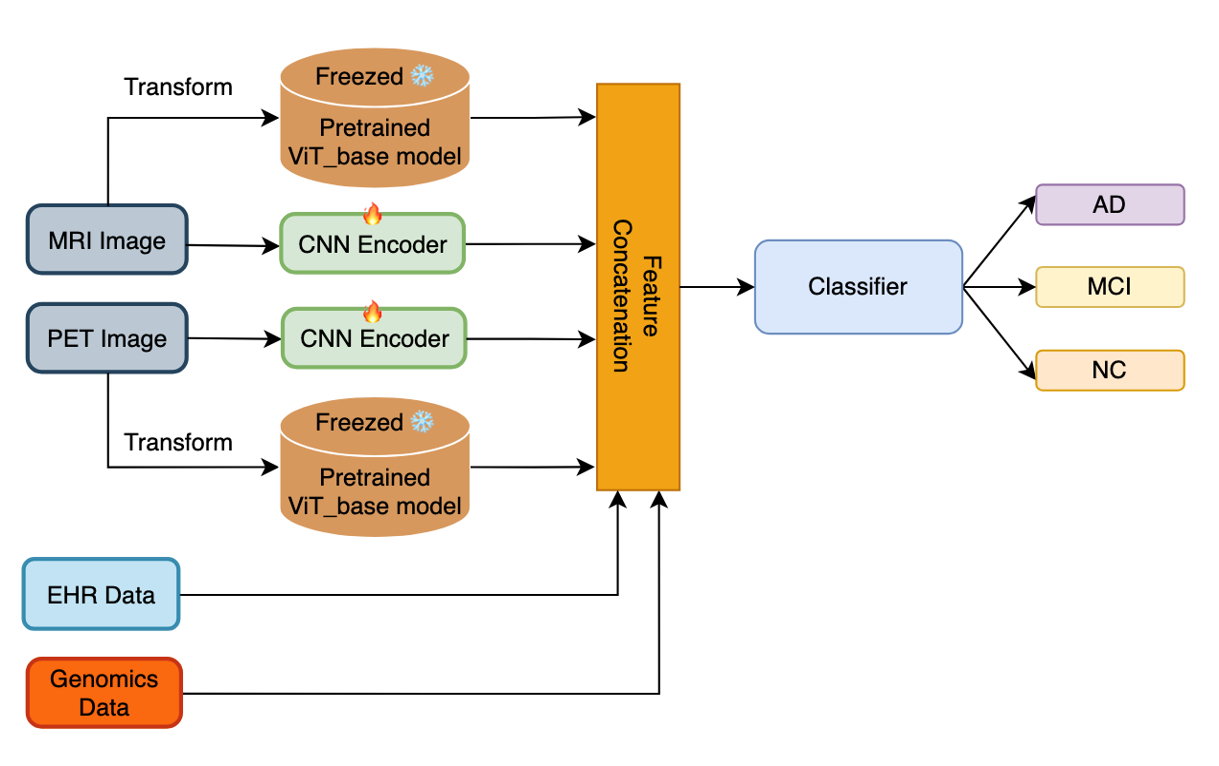 Transform
Freezed ❄️
Pretrained
ViT_base model
MRI Image
CNN Encoder
PET Image
CNN Encoder
Transform
Freezed ❄️
Pretrained
ViT_base model
EHR Data
Genomics
Data
Feature
Concatenation
Classifier
AD
MCI
NC